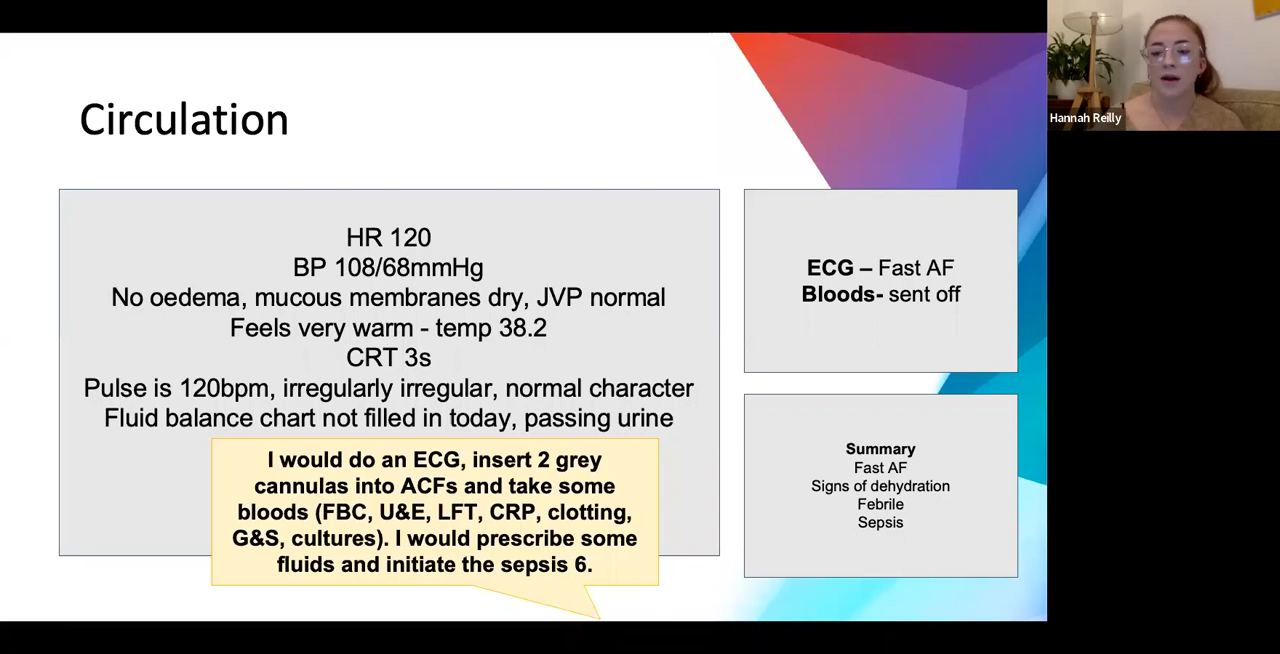 Circulation
HR 120
BP 108/68mmHg
No oedema, mucous membranes dry, JVP normal
Feels very warm - temp 38.2
CRT 3s
Pulse is 120bpm, irregularly irregular, normal character
Fluid balance chart not filled in today, passing urine
I would do an ECG, insert 2 grey
cannulas into ACFs and take some
bloods (FBC, U&E, LFT, CRP, clotting,
G&S, cultures). I would prescribe some
fluids and initiate the sepsis 6.
ECG – Fast AF
Bloods- sent off
Summary
Fast AF
Signs of dehydration
Febrile
Sepsis
Hannah Reilly